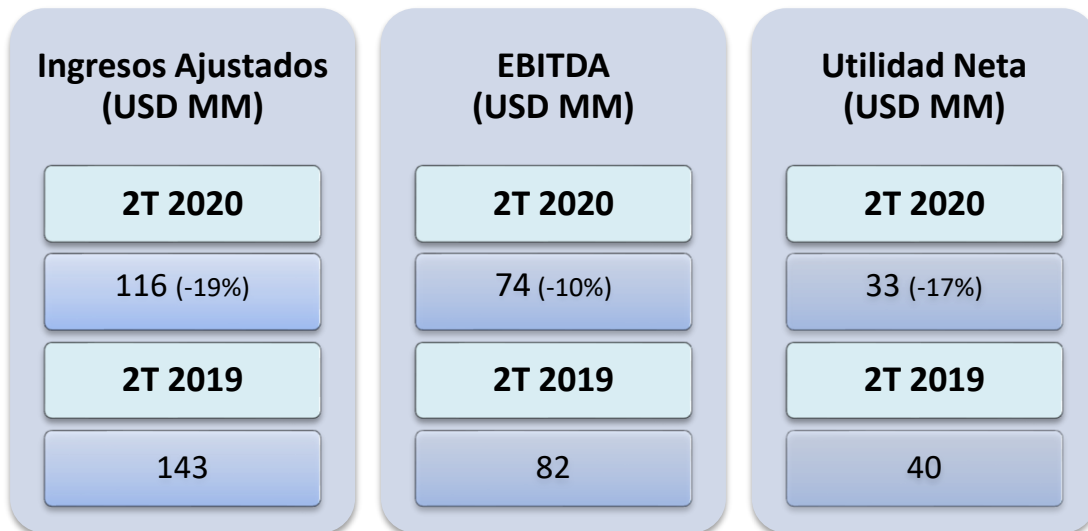 Ingresos Ajustados
(USD MM)
2T 2020
116 (-19%)
2T 2019
143
EBITDA
(USD MM)
2T 2020
74 (-10%)
2T 2019
82
Utilidad Neta
(USD MM)
2T 2020
33 (-17%)
2T 2019
40